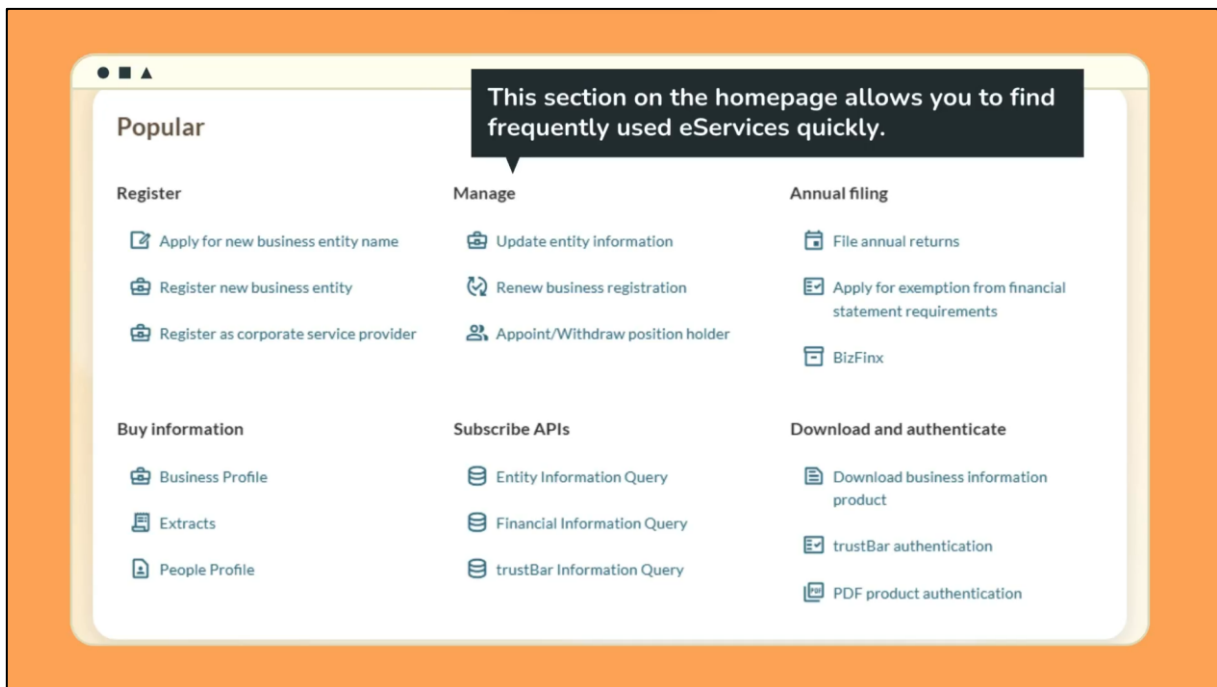 This section on the homepage allows you to find
frequently used eServices quickly.
Popular
Register
Apply for new business entity name
Register new business entity
Register as corporate service provider
Manage
Update entity information
Renew business registration
Appoint/Withdraw position holder
Annual filing
File annual returns
Apply for exemption from financial
statement requirements
BizFinx
Buy information
Business Profile
Extracts
People Profile
Subscribe APIs
Entity Information Query
Financial Information Query
trustBar Information Query
Download and authenticate
Download business information
product
trustBar authentication
PDF product authentication